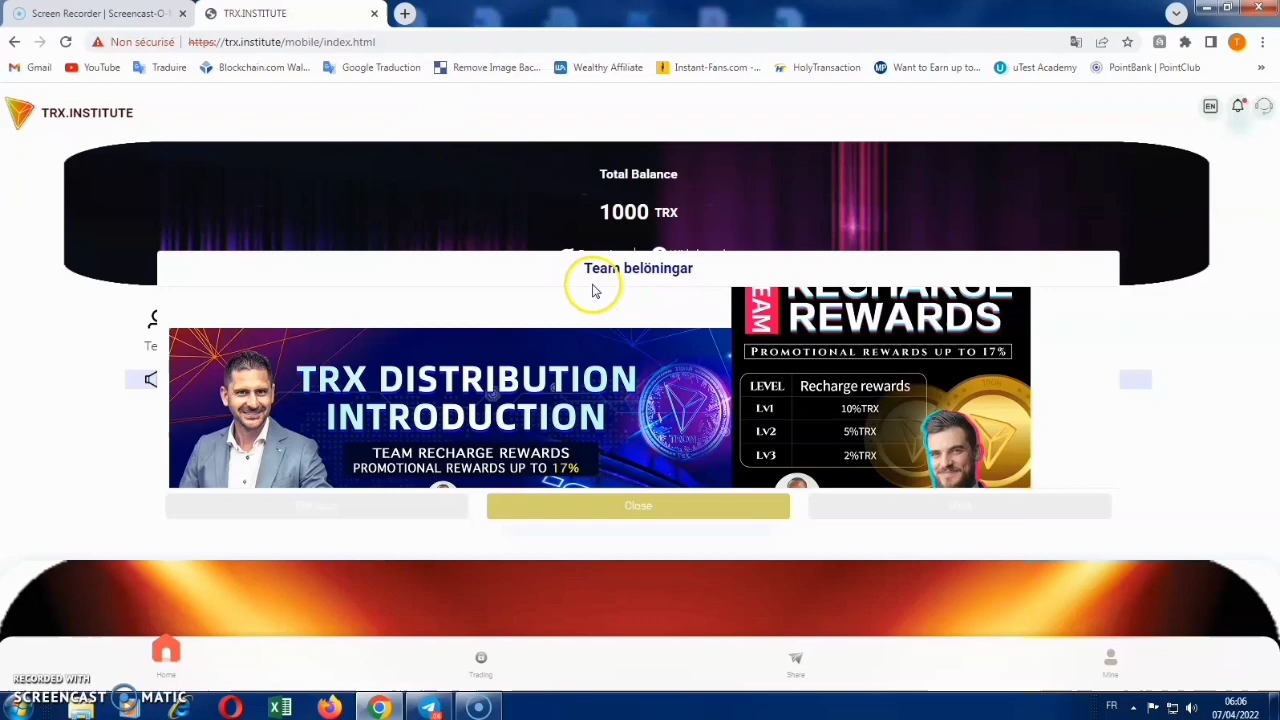 Screen Recorder | Screencast-O-
TRX.INSTITUTE
Non sécurisé
https://trx.institute/mobile/index.html
Gmail
YouTube
Traduire
Blockchain.com Wal...
Google Traduction
Remove Image Bac...
Wealthy Affiliate
Instant-Fans.com -...
HolyTransaction
Want to Earn up to...
uTest Academy
PointBank | PointClub
TRX.INSTITUTE
EN
Total Balance
1000 TRX
Team belöningar
Te
TRX DISTRIBUTION
INTRODUCTION
TEAM RECHARGE REWARDS
PROMOTIONAL REWARDS UP TO 17%
TEAM
RECHARGE
REWARDS
PROMOTIONAL REWARDS UP TO 17%
LEVEL Recharge rewards
Lv1 10%TRX
Lv2 5%TRX
Lv3 2%TRX
Close
Home
Trading
Share
Mine
RECORDED WITH
SCREENCAST MATIC
FR
06:06
07/04/2022